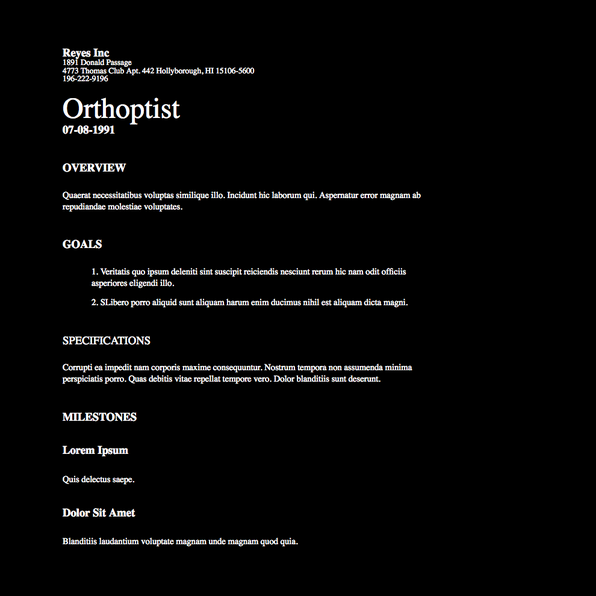 Reyes Inc
1891 Donald Passage
4773 Thomas Club Apt. 442 Hollyborough, HI 15106-5600
196-222-9196
Orthoptist
07-08-1991
OVERVIEW
Quaerat necessitatibus voluptas similique illo. Incidunt hic laborum qui. Aspernatur error magnam ab
repudiandae molestiae voluptates.
GOALS
1. Veritatis quo ipsum deleniti sint suscipit reiciendis nesciunt rerum hic nam odit officiis
asperiores eligendi illo.
2. SLibero porro aliquid sunt aliquam harum enim ducimus nihil est aliquam dicta magni.
SPECIFICATIONS
Corrupti ea impedit nam corporis maxime consequuntur. Nostrum tempora non assumenda minima
perspiciatis porro. Quas debitis vitae repellat tempore vero. Dolor blanditiis sunt deserunt.
MILESTONES
Lorem Ipsum
Quis delectus saepe.
Dolor Sit Amet
Blanditiis laudantium voluptate magnam unde magnam quod quia.